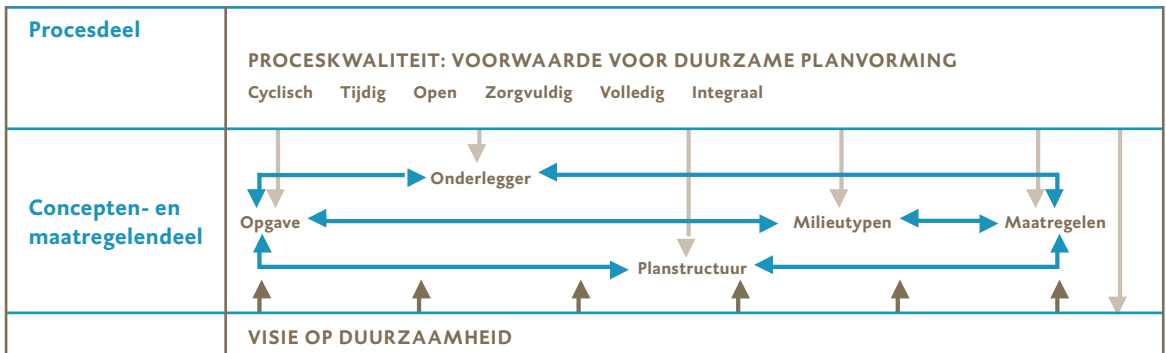 Procesdeel
PROCESKWALITEIT: VOORWAARDE VOOR DUURZAME PLANVORMING
Cyclisch Tijdig Open Zorgvuldig Volledig Integraal
Concepten- en
maatregelendeel
Onderlegger
Opgave Milieutypen Maatregelen
Planstructuur
VISIE OP DUURZAAMHEID